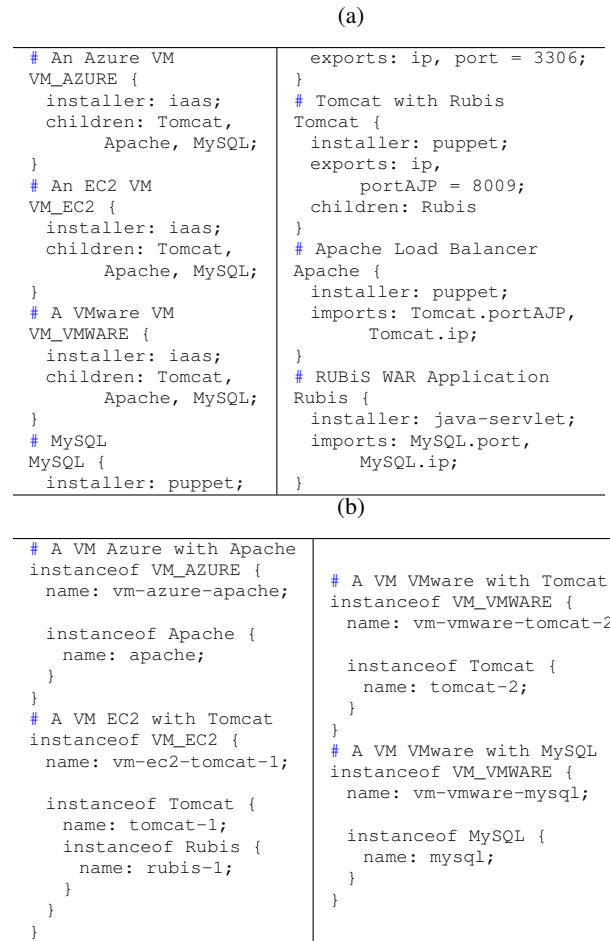 (a)
# An Azure VM
VM_AZURE {
installer: iaas;
children: Tomcat,
Apache, MySQL;
}
# An EC2 VM
VM_EC2 {
installer: iaas;
children: Tomcat,
Apache, MySQL;
}
# A VMware VM
VM_VMWARE {
installer: iaas;
children: Tomcat,
Apache, MySQL;
}
# MySQL
MySQL {
installer: puppet;
exports: ip, port = 3306;
}
# Tomcat with Rubis
Tomcat {
installer: puppet;
exports: ip,
portAJP = 8009;
children: Rubis
}
# Apache Load Balancer
Apache {
installer: puppet;
imports: Tomcat.portAJP,
Tomcat.ip;
}
# RUBiS WAR Application
Rubis {
installer: java-servlet;
imports: MySQL.port,
MySQL.ip;
}
(b)
# A VM Azure with Apache
instanceof VM_AZURE {
name: vm-azure-apache;
instanceof Apache {
name: apache;
}
}
# A VM EC2 with Tomcat
instanceof VM_EC2 {
name: vm-ec2-tomcat-1;
instanceof Tomcat {
name: tomcat-1;
instanceof Rubis {
name: rubis-1;
}
}
}
# A VM VMware with Tomcat
instanceof VM_VMWARE {
name: vm-vmware-tomcat-2
instanceof Tomcat {
name: tomcat-2;
}
}
# A VM VMware with MySQL
instanceof VM_VMWARE {
name: vm-vmware-mysql;
instanceof MySQL {
name: mysql;
}
}